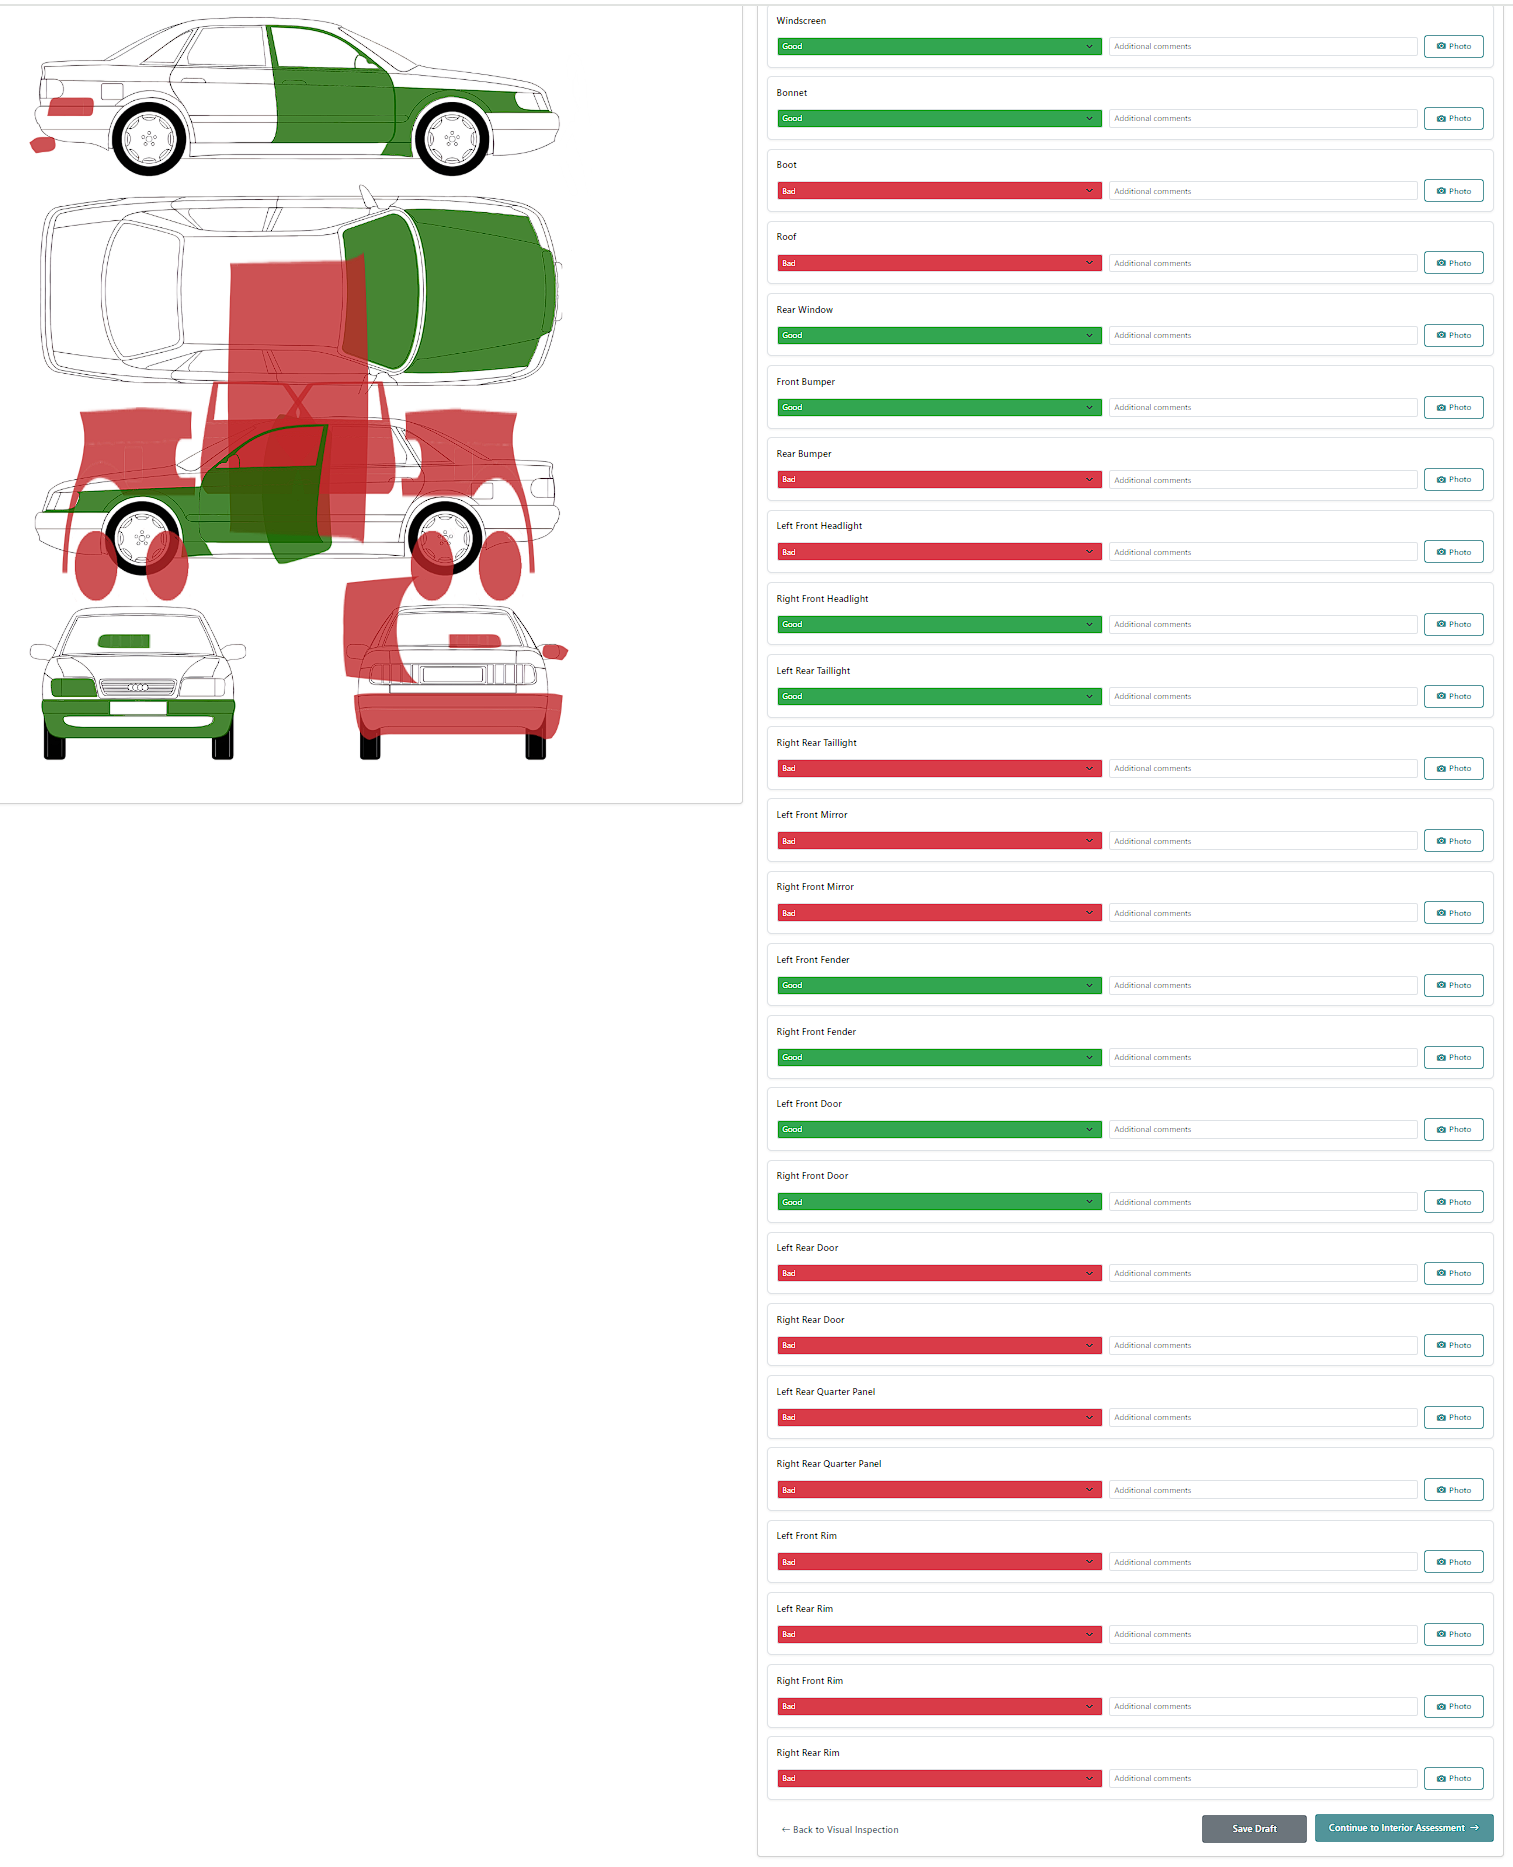 Windscreen
Good Additional comments Photo
Bonnet
Good Additional comments Photo
Boot
Bad Additional comments Photo
Roof
Bad Additional comments Photo
Rear Window
Good Additional comments Photo
Front Bumper
Good Additional comments Photo
Rear Bumper
Bad Additional comments Photo
Left Front Headlight
Bad Additional comments Photo
Right Front Headlight
Good Additional comments Photo
Left Rear Taillight
Good Additional comments Photo
Right Rear Taillight
Bad Additional comments Photo
Left Front Mirror
Bad Additional comments Photo
Right Front Mirror
Bad Additional comments Photo
Left Front Fender
Good Additional comments Photo
Right Front Fender
Good Additional comments Photo
Left Front Door
Good Additional comments Photo
Right Front Door
Good Additional comments Photo
Left Rear Door
Bad Additional comments Photo
Right Rear Door
Bad Additional comments Photo
Left Rear Quarter Panel
Bad Additional comments Photo
Right Rear Quarter Panel
Bad Additional comments Photo
Left Front Rim
Bad Additional comments Photo
Left Rear Rim
Bad Additional comments Photo
Right Front Rim
Bad Additional comments Photo
Right Rear Rim
Bad Additional comments Photo
← Back to Visual Inspection Save Draft Continue to Interior Assessment →